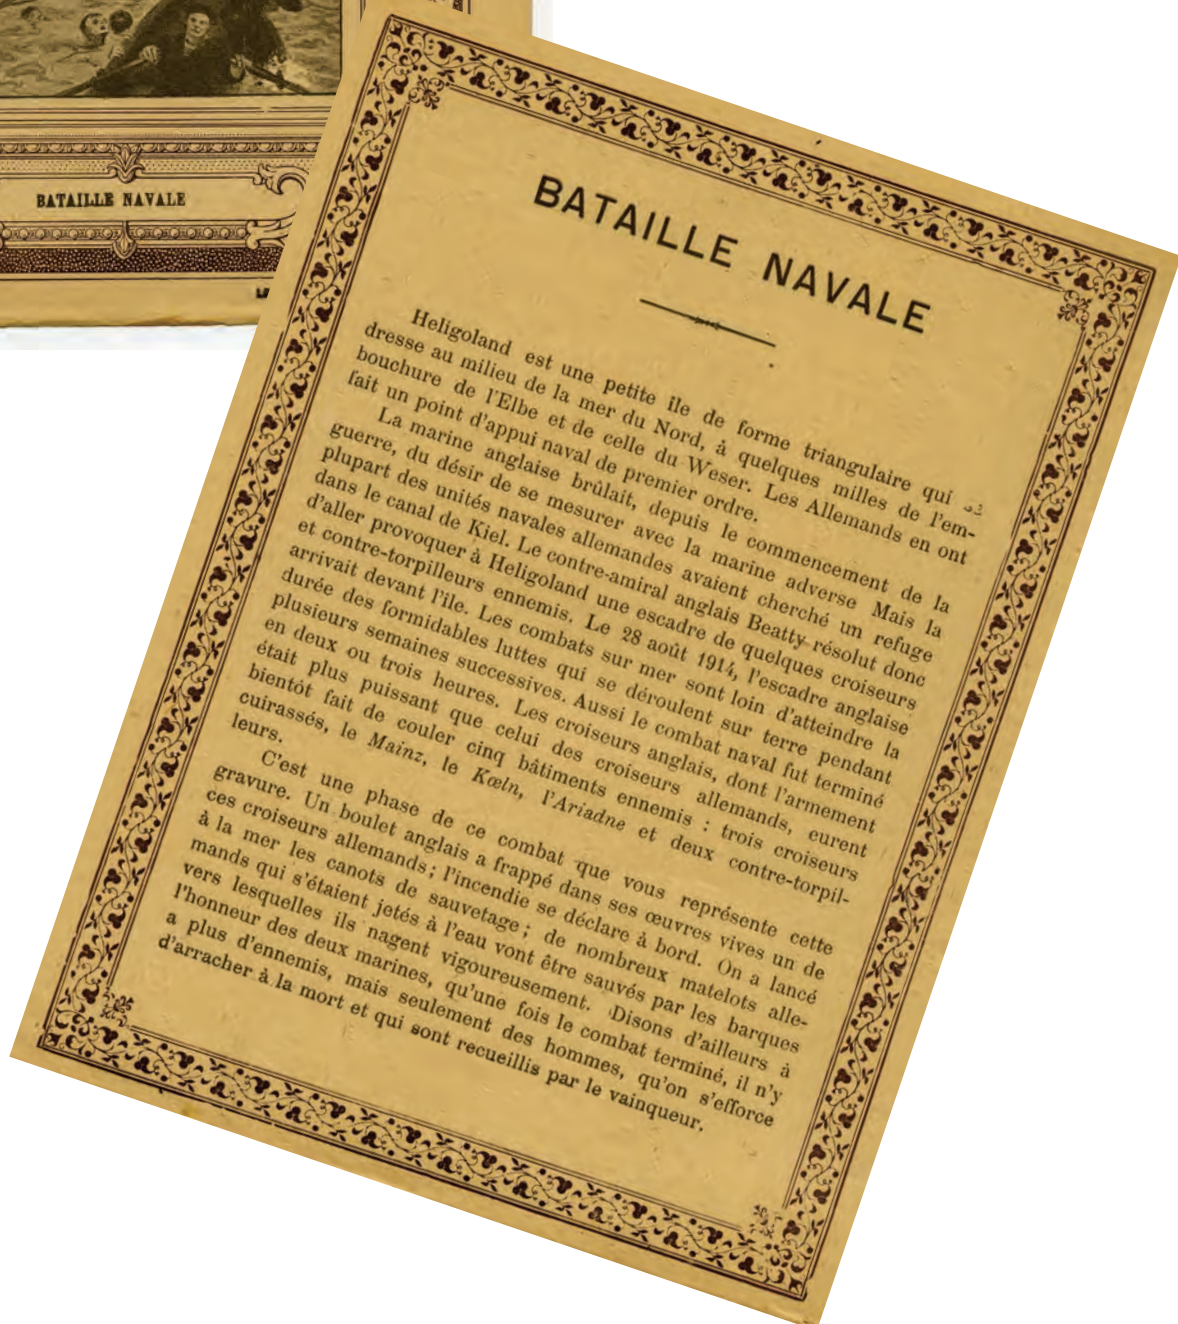 BATAILLE NAVALE
BATAILLE NAVALE
Heligoland est une petite île de forme triangulaire qui
dresse au milieu de la mer du Nord, à quelques milles de l'em-
bouchure de l'Elbe et de celle du Weser. Les Allemands en ont
fait un point d'appui naval de premier ordre.
La marine anglaise brûlait, depuis le commencement de la
guerre, du désir de se mesurer avec la marine adverse Mais la
plupart des unités navales allemandes avaient cherché un refuge
dans le canal de Kiel. Le contre-amiral anglais Beatty résolut donc
d'aller provoquer à Heligoland une escadre de quelques croiseurs
et contre-torpilleurs ennemis. Le 28 août 1914, l'escadre anglaise
arrivait devant l'île. Les combats sur mer sont loin d'atteindre la
durée des formidables luttes qui se déroulent sur terre pendant
plusieurs semaines successives. Aussi le combat naval fut terminé
en deux ou trois heures. Les croiseurs anglais, dont l'armement
était plus puissant que celui des croiseurs allemands, eurent
bientôt fait de couler cinq bâtiments ennemis : trois croiseurs
cuirassés, le Mainz, le Kœln, l'Ariadne et deux contre-torpil-
leurs.
C'est une phase de ce combat que vous représente cette
gravure. Un boulet anglais a frappé dans ses œuvres vives un de
ces croiseurs allemands ; l'incendie se déclare à bord. On a lancé
à la mer les canots de sauvetage ; de nombreux matelots alle-
mands qui s'étaient jetés à l'eau vont être sauvés par les barques
vers lesquelles ils nagent vigoureusement. Disons d'ailleurs à
l'honneur des deux marines, qu'une fois le combat terminé, il n'y
a plus d'ennemis, mais seulement des hommes, qu'on s'efforce
d'arracher à la mort et qui sont recueillis par le vainqueur.